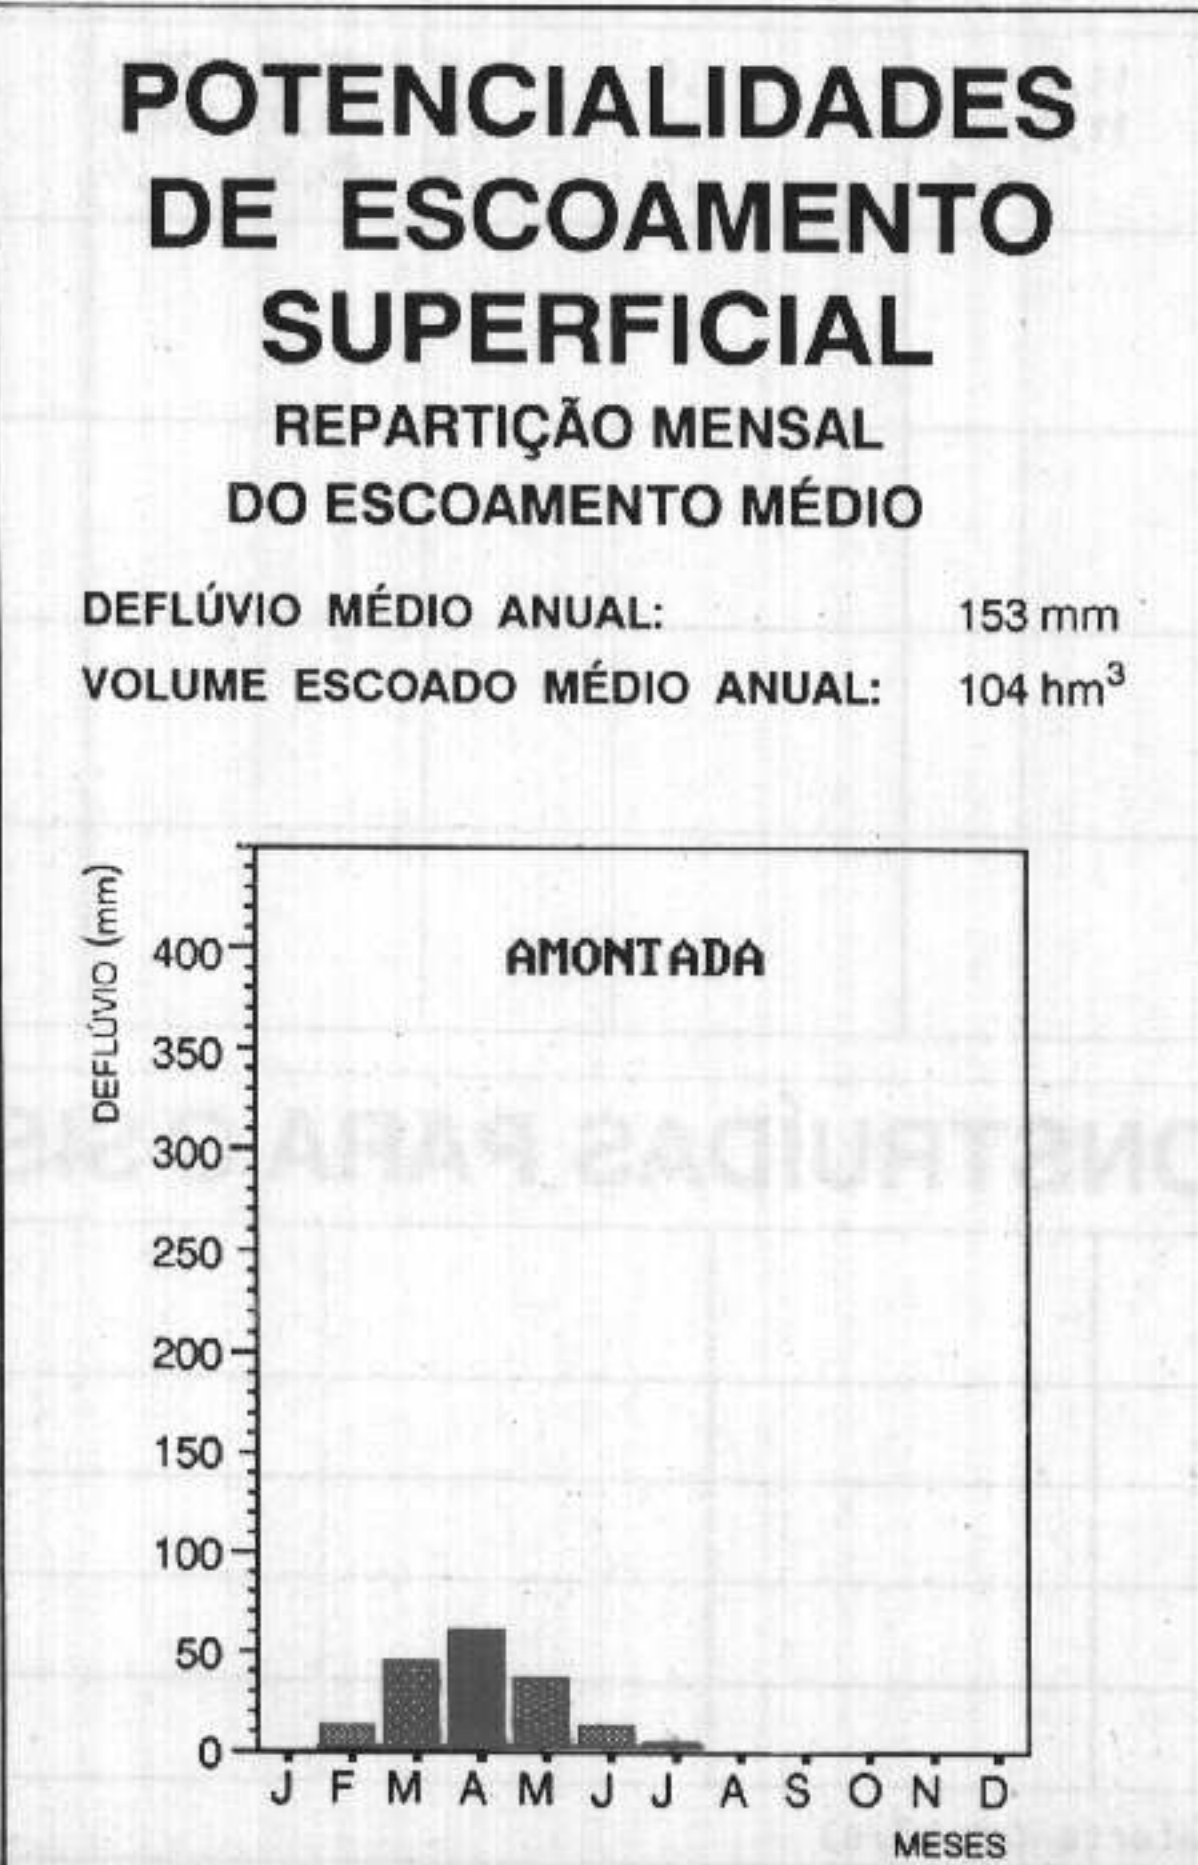 POTENCIALIDADES
DE ESCOAMENTO
SUPERFICIAL
REPARTIÇÃO MENSAL
DO ESCOAMENTO MÉDIO
DEFLÚVIO MÉDIO ANUAL: 153 mm
VOLUME ESCOADO MÉDIO ANUAL: 104 hm³
DEFLÚVIO (mm)
AMONTADA
400
350
300
250
200
150
100
50
0
J F M A M J J A S O N D
MESES